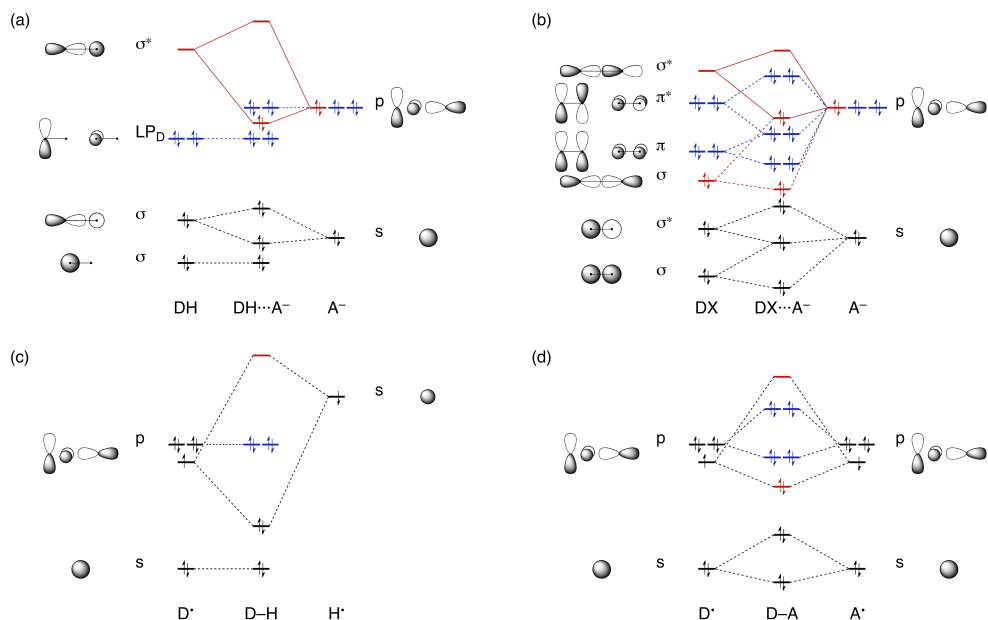 (a)
σ*
p
LP_D
σ
s
σ
DH
DH···A⁻
A⁻
(b)
σ*
π*
p
π
σ
σ*
s
σ
DX
DX···A⁻
A⁻
(c)
s
p
s
D•
D–H
H•
(d)
p
p
s
s
D•
D–A
A•